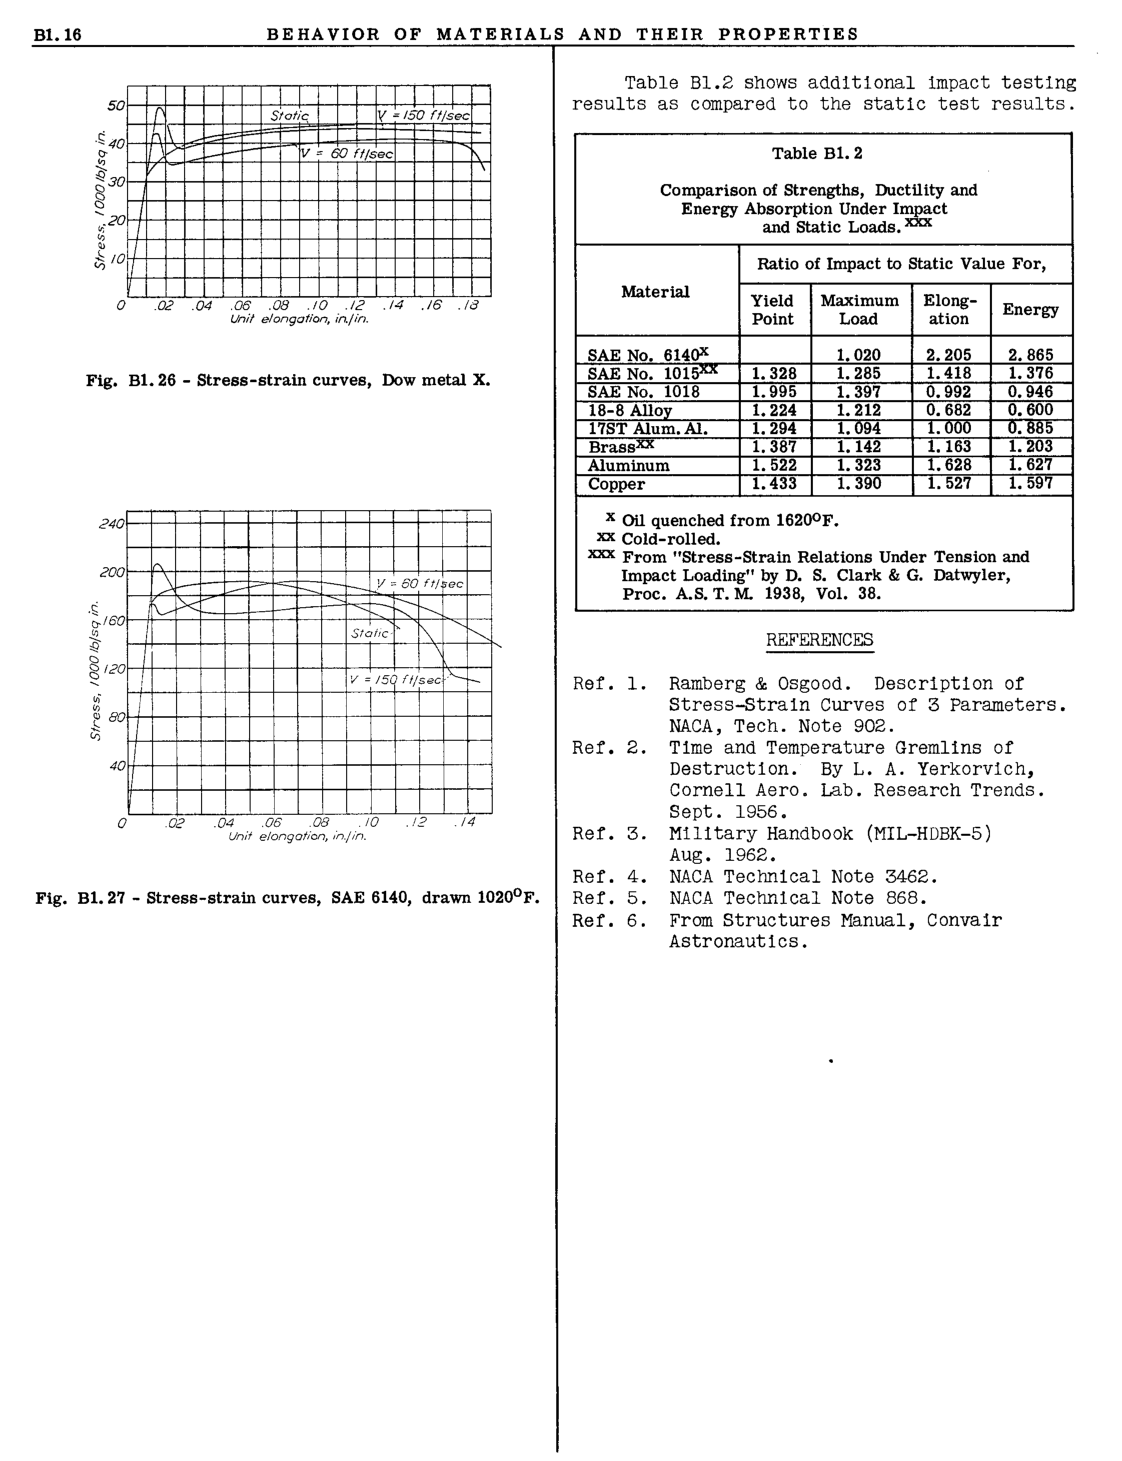 B1.16
BEHAVIOR OF MATERIALS AND THEIR PROPERTIES
50
40
30
20
10
Stress, 1000 lb/sq in.
Static
V = 150 ft/sec
V = 60 ft/sec
0 .02 .04 .06 .08 .10 .12 .14 .16 .18
Unit elongation, in./in.
Fig. B1.26 - Stress-strain curves, Dow metal X.
240
200
160
120
80
40
Stress, 1000 lb/sq in.
V = 60 ft/sec
Static
V = 150 ft/sec
0 .02 .04 .06 .08 .10 .12 .14
Unit elongation, in./in.
Fig. B1.27 - Stress-strain curves, SAE 6140, drawn 1020°F.
Table B1.2 shows additional impact testing
results as compared to the static test results.
Table B1.2
Comparison of Strengths, Ductility and
Energy Absorption Under Impact
and Static Loads. xxx
Material
Ratio of Impact to Static Value For,
Yield Point
Maximum Load
Elong-ation
Energy
SAE No. 6140x 1.020 2.205 2.865
SAE No. 1015xx 1.328 1.285 1.418 1.376
SAE No. 1018 1.995 1.397 0.992 0.946
18-8 Alloy 1.224 1.212 0.682 0.600
17ST Alum. Al. 1.294 1.094 1.000 0.885
Brassxx 1.387 1.142 1.163 1.203
Aluminum 1.522 1.323 1.628 1.627
Copper 1.433 1.390 1.527 1.597
x Oil quenched from 1620°F.
xx Cold-rolled.
xxx From "Stress-Strain Relations Under Tension and
Impact Loading" by D. S. Clark & G. Datwyler,
Proc. A.S.T.M. 1938, Vol. 38.
REFERENCES
Ref. 1. Ramberg & Osgood. Description of
Stress-Strain Curves of 3 Parameters.
NACA, Tech. Note 902.
Ref. 2. Time and Temperature Gremlins of
Destruction. By L. A. Yerkorvich,
Cornell Aero. Lab. Research Trends.
Sept. 1956.
Ref. 3. Military Handbook (MIL-HDBK-5)
Aug. 1962.
Ref. 4. NACA Technical Note 3462.
Ref. 5. NACA Technical Note 868.
Ref. 6. From Structures Manual, Convair
Astronautics.